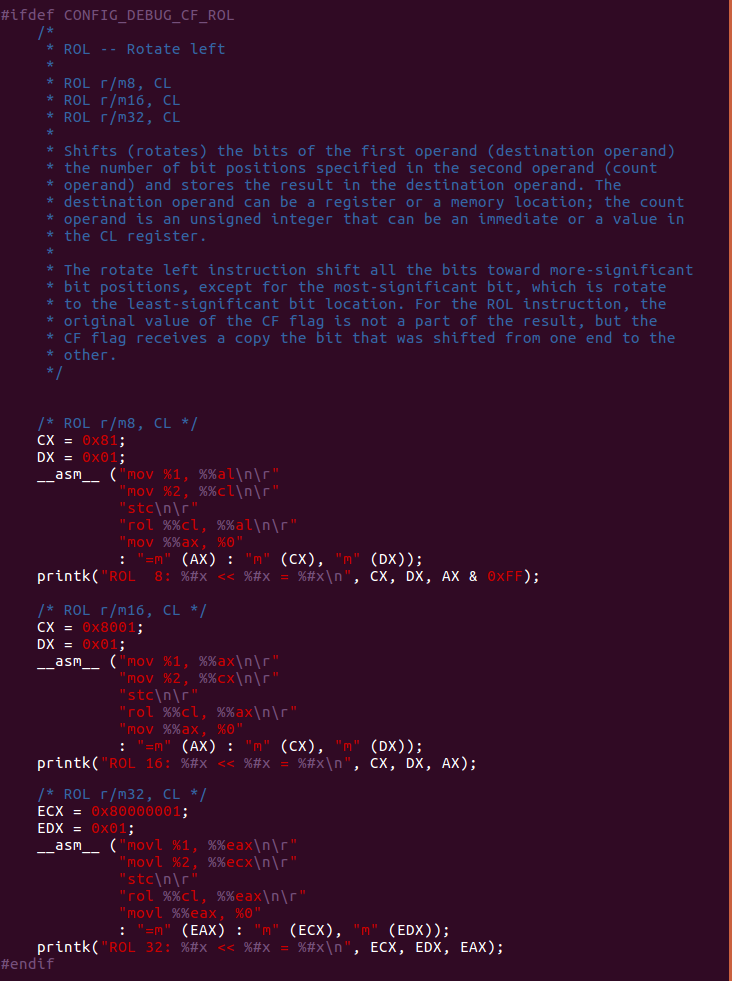 #ifdef CONFIG_DEBUG_CF_ROL
    /*
     * ROL -- Rotate left
     *
     * ROL r/m8, CL
     * ROL r/m16, CL
     * ROL r/m32, CL
     *
     * Shifts (rotates) the bits of the first operand (destination operand)
     * the number of bit positions specified in the second operand (count
     * operand) and stores the result in the destination operand. The
     * destination operand can be a register or a memory location; the count
     * operand is an unsigned integer that can be an immediate or a value in
     * the CL register.
     *
     * The rotate left instruction shift all the bits toward more-significant
     * bit positions, except for the most-significant bit, which is rotate
     * to the least-significant bit location. For the ROL instruction, the
     * original value of the CF flag is not a part of the result, but the
     * CF flag receives a copy the bit that was shifted from one end to the
     * other.
     */

    /* ROL r/m8, CL */
    CX = 0x81;
    DX = 0x01;
    __asm__ ("mov %1, %%al\n\r"
             "mov %2, %%cl\n\r"
             "stc\n\r"
             "rol %%cl, %%al\n\r"
             "mov %%ax, %0"
             : "=m" (AX) : "m" (CX), "m" (DX));
    printk("ROL  8: %#x << %#x = %#x\n", CX, DX, AX & 0xFF);

    /* ROL r/m16, CL */
    CX = 0x8001;
    DX = 0x01;
    __asm__ ("mov %1, %%ax\n\r"
             "mov %2, %%cx\n\r"
             "stc\n\r"
             "rol %%cl, %%ax\n\r"
             "mov %%ax, %0"
             : "=m" (AX) : "m" (CX), "m" (DX));
    printk("ROL 16: %#x << %#x = %#x\n", CX, DX, AX);

    /* ROL r/m32, CL */
    ECX = 0x80000001;
    EDX = 0x01;
    __asm__ ("movl %1, %%eax\n\r"
             "movl %2, %%ecx\n\r"
             "stc\n\r"
             "rol %%cl, %%eax\n\r"
             "movl %%eax, %0"
             : "=m" (EAX) : "m" (ECX), "m" (EDX));
    printk("ROL 32: %#x << %#x = %#x\n", ECX, EDX, EAX);
#endif